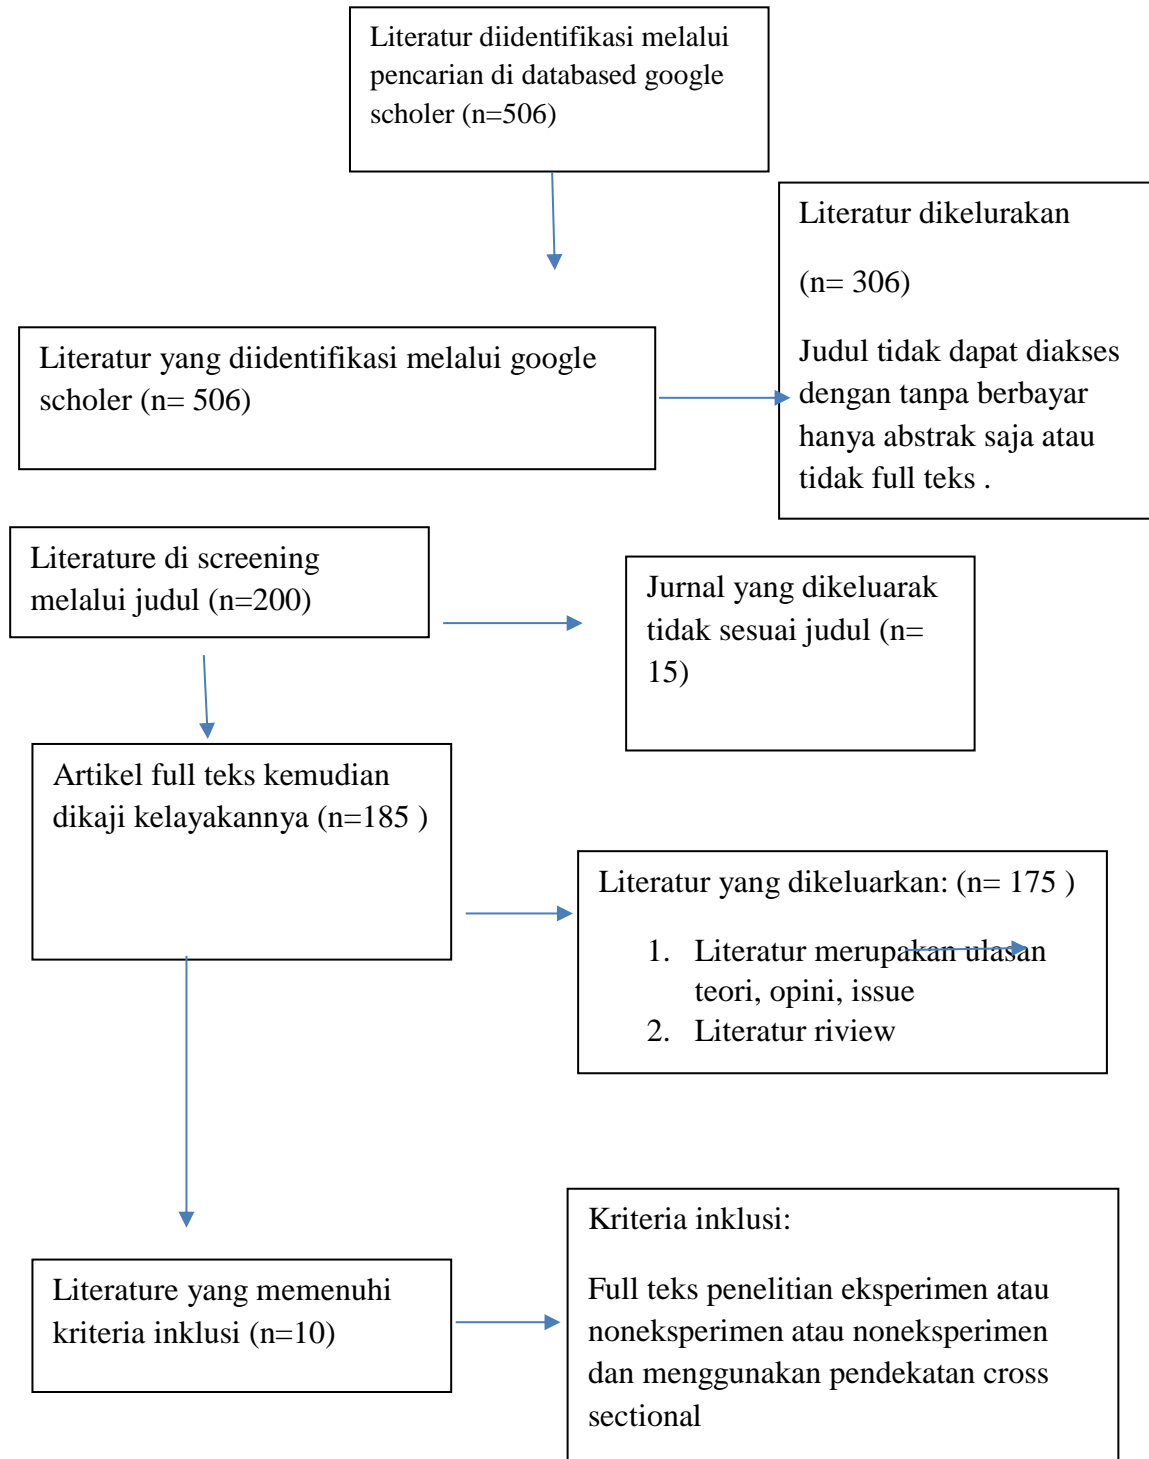 Literatur diidentifikasi melalui
pencarian di databased google
scholer (n=506)
Literatur dikelurakan
(n= 306)
Judul tidak dapat diakses
dengan tanpa berbayar
hanya abstrak saja atau
tidak full teks .
Literatur yang diidentifikasi melalui google
scholer (n= 506)
Literature di screening
melalui judul (n=200)
Jurnal yang dikeluarak
tidak sesuai judul (n=
15)
Artikel full teks kemudian
dikaji kelayakannya (n=185 )
Literatur yang dikeluarkan: (n= 175 )
1. Literatur merupakan ulasan
teori, opini, issue
2. Literatur riview
Literature yang memenuhi
kriteria inklusi (n=10)
Kriteria inklusi:
Full teks penelitian eksperimen atau
noneksperimen atau noneksperimen
dan menggunakan pendekatan cross
sectional